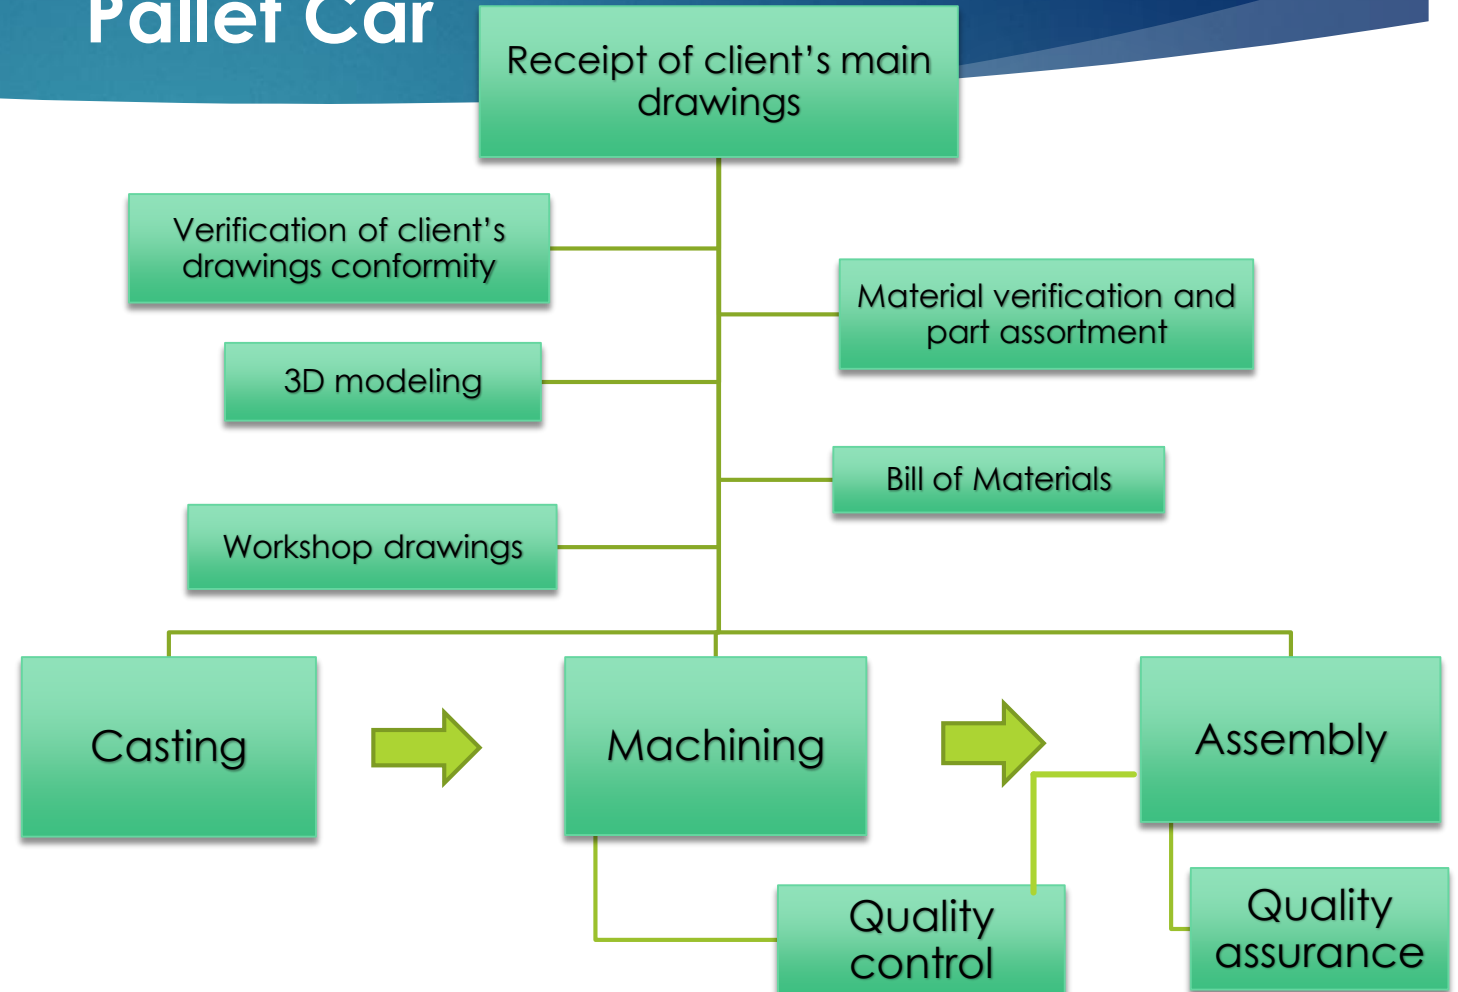 Pallet Car
Receipt of client’s main
drawings
Verification of client’s
drawings conformity
Material verification and
part assortment
3D modeling
Bill of Materials
Workshop drawings
Casting
Machining
Assembly
Quality
control
Quality
assurance